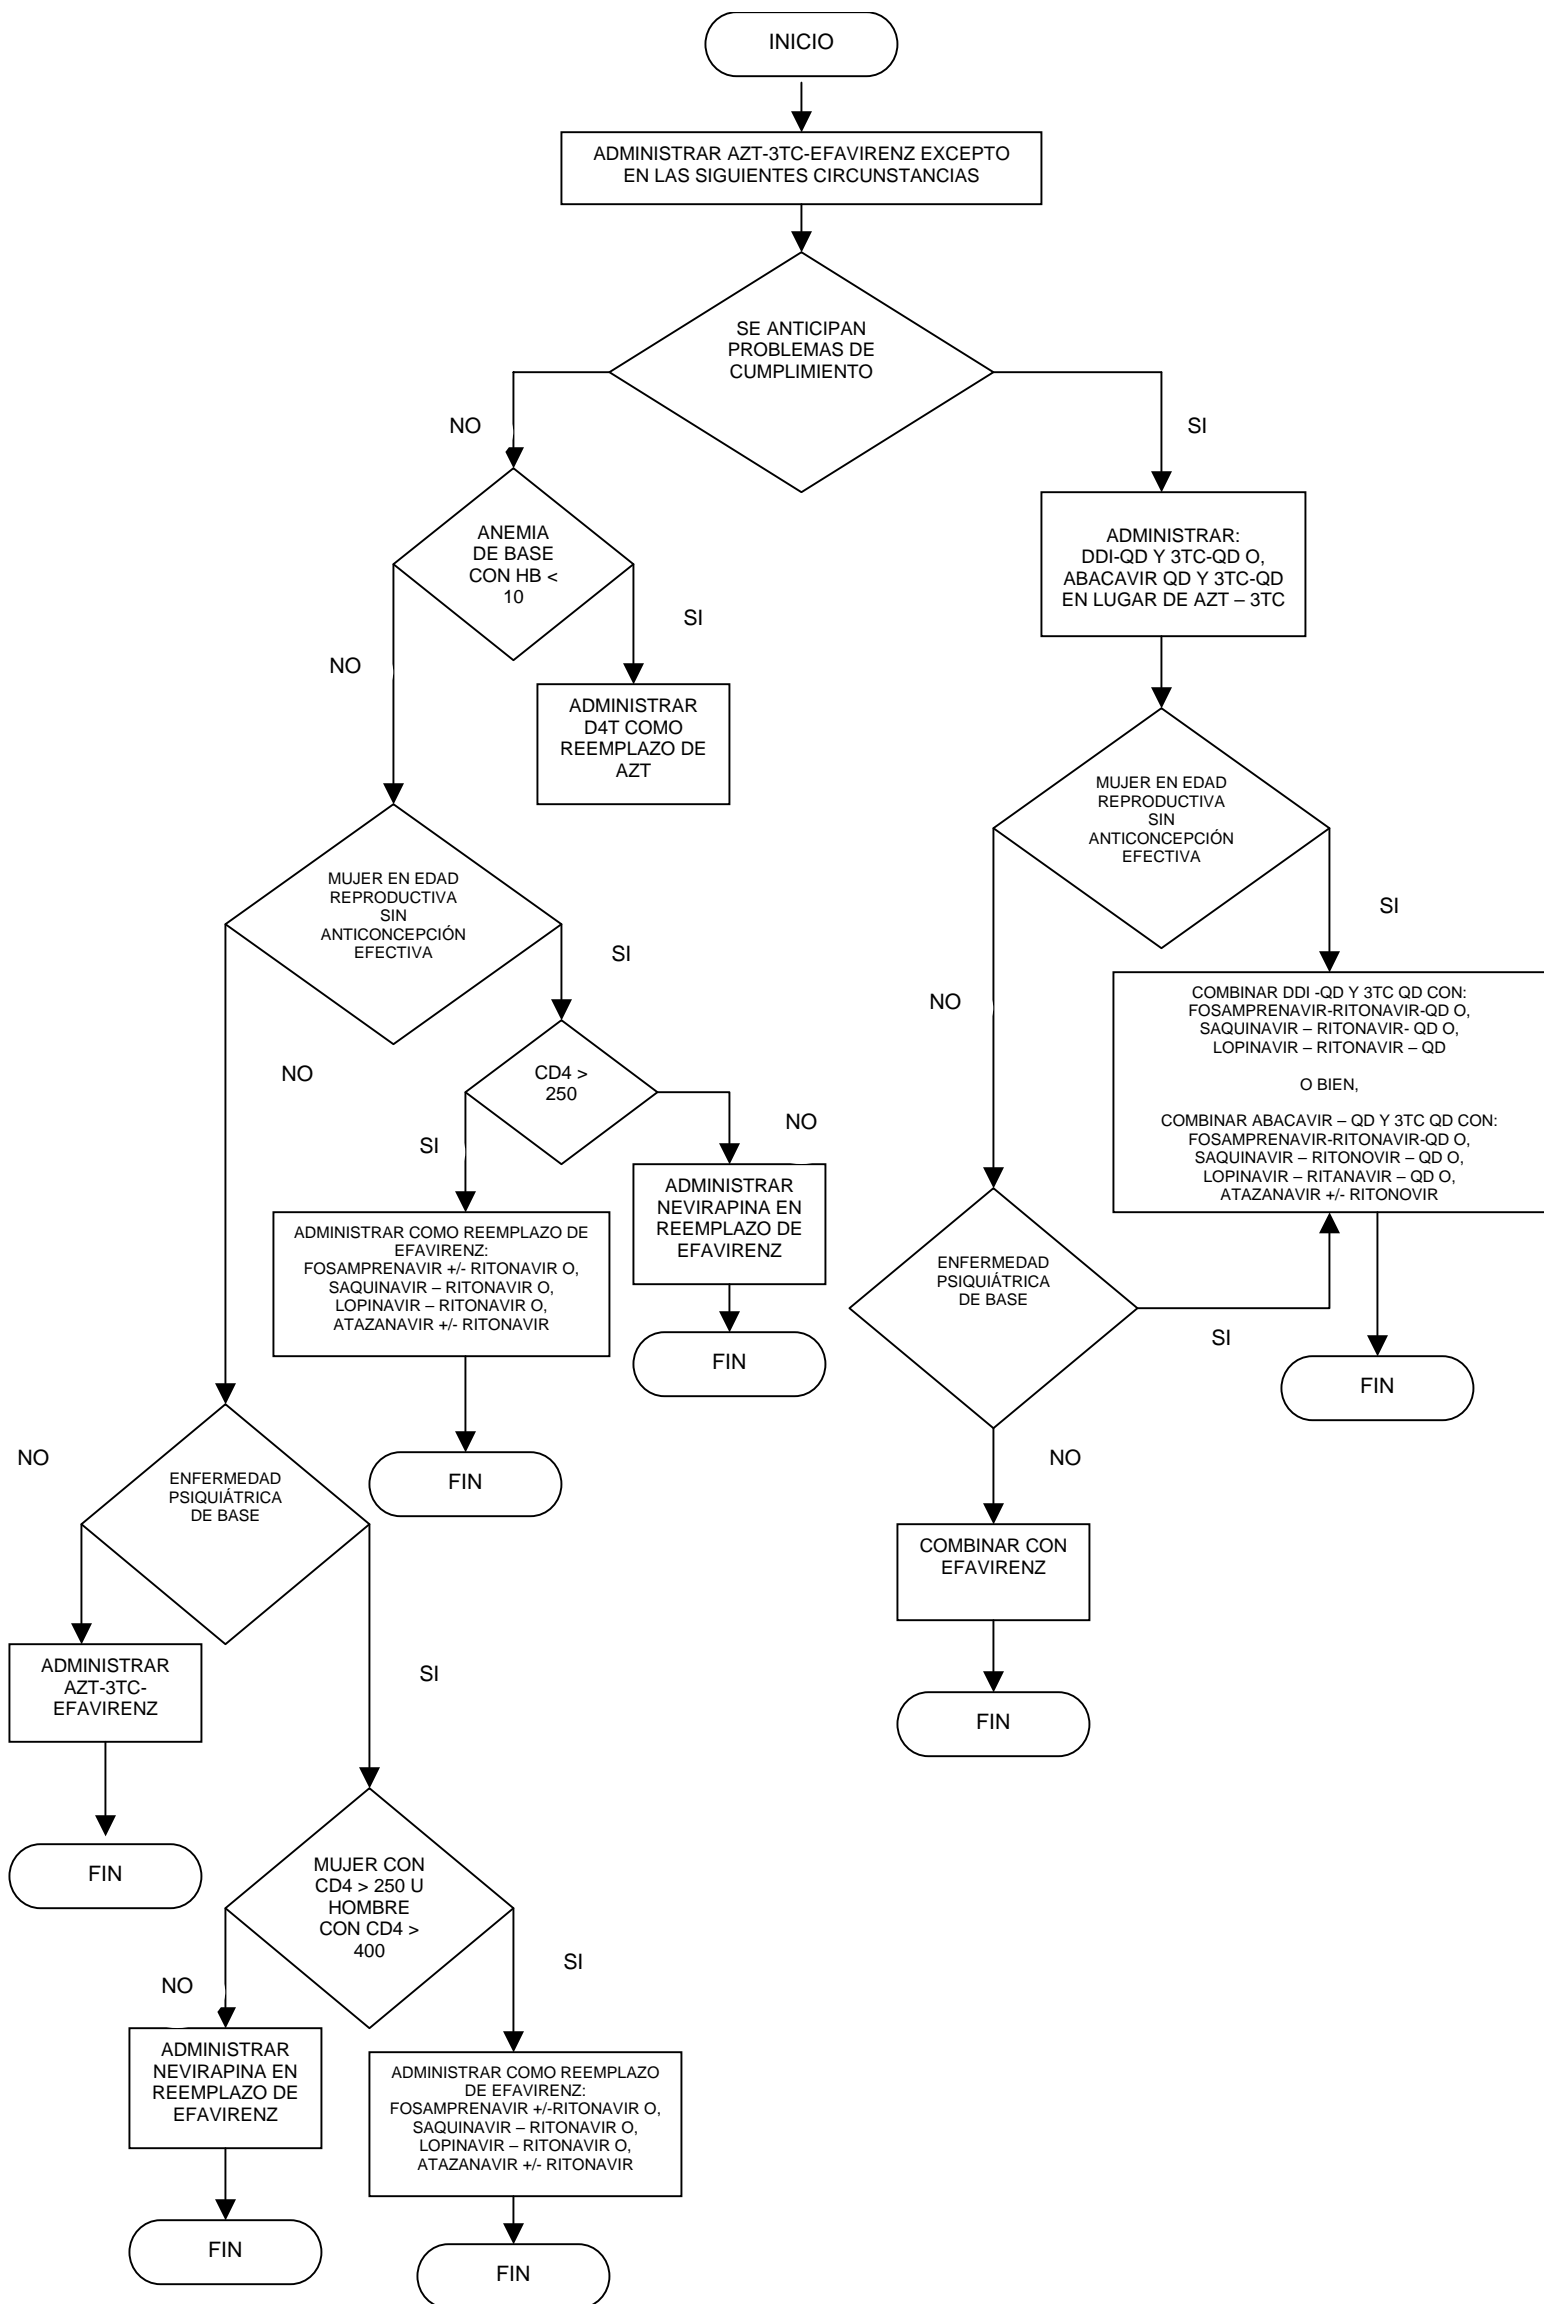 INICIO
ADMINISTRAR AZT-3TC-EFAVIRENZ EXCEPTO
EN LAS SIGUIENTES CIRCUNSTANCIAS
SE ANTICIPAN
PROBLEMAS DE
CUMPLIMIENTO
NO
SI
ANEMIA
DE BASE
CON HB <
10
NO
SI
ADMINISTRAR
D4T COMO
REEMPLAZO DE
AZT
MUJER EN EDAD
REPRODUCTIVA
SIN
ANTICONCEPCIÓN
EFECTIVA
NO
SI
CD4 >
250
SI
NO
ADMINISTRAR COMO REEMPLAZO DE
EFAVIRENZ:
FOSAMPRENAVIR +/- RITONAVIR O,
SAQUINAVIR – RITONAVIR O,
LOPINAVIR – RITONAVIR O,
ATAZANAVIR +/- RITONAVIR
FIN
ADMINISTRAR
NEVIRAPINA EN
REEMPLAZO DE
EFAVIRENZ
FIN
ENFERMEDAD
PSIQUIÁTRICA
DE BASE
NO
SI
ADMINISTRAR
AZT-3TC-
EFAVIRENZ
FIN
MUJER CON
CD4 > 250 U
HOMBRE
CON CD4 >
400
NO
SI
ADMINISTRAR
NEVIRAPINA EN
REEMPLAZO DE
EFAVIRENZ
FIN
ADMINISTRAR COMO REEMPLAZO
DE EFAVIRENZ:
FOSAMPRENAVIR +/-RITONAVIR O,
SAQUINAVIR – RITONAVIR O,
LOPINAVIR – RITONAVIR O,
ATAZANAVIR +/- RITONAVIR
FIN
ADMINISTRAR:
DDI-QD Y 3TC-QD O,
ABACAVIR QD Y 3TC-QD
EN LUGAR DE AZT – 3TC
MUJER EN EDAD
REPRODUCTIVA
SIN
ANTICONCEPCIÓN
EFECTIVA
NO
SI
COMBINAR DDI -QD Y 3TC QD CON:
FOSAMPRENAVIR-RITONAVIR-QD O,
SAQUINAVIR – RITONAVIR- QD O,
LOPINAVIR – RITONAVIR – QD
O BIEN,
COMBINAR ABACAVIR – QD Y 3TC QD CON:
FOSAMPRENAVIR-RITONAVIR-QD O,
SAQUINAVIR – RITONOVIR – QD O,
LOPINAVIR – RITANAVIR – QD O,
ATAZANAVIR +/- RITONOVIR
FIN
ENFERMEDAD
PSIQUIÁTRICA
DE BASE
SI
NO
COMBINAR CON
EFAVIRENZ
FIN